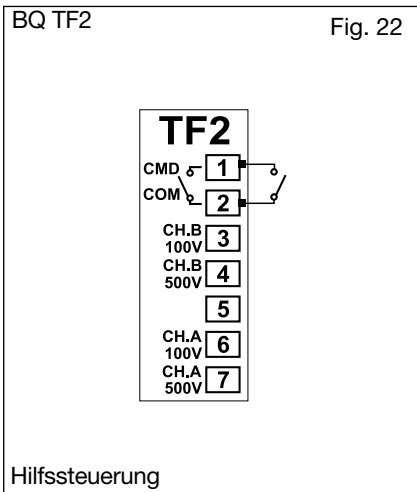 BQ TF2
Fig. 22
TF2
CMD 1
COM 2
CH.B
100V 3
CH.B
500V 4
5
CH.A
100V 6
CH.A
500V 7
Hilfssteuerung